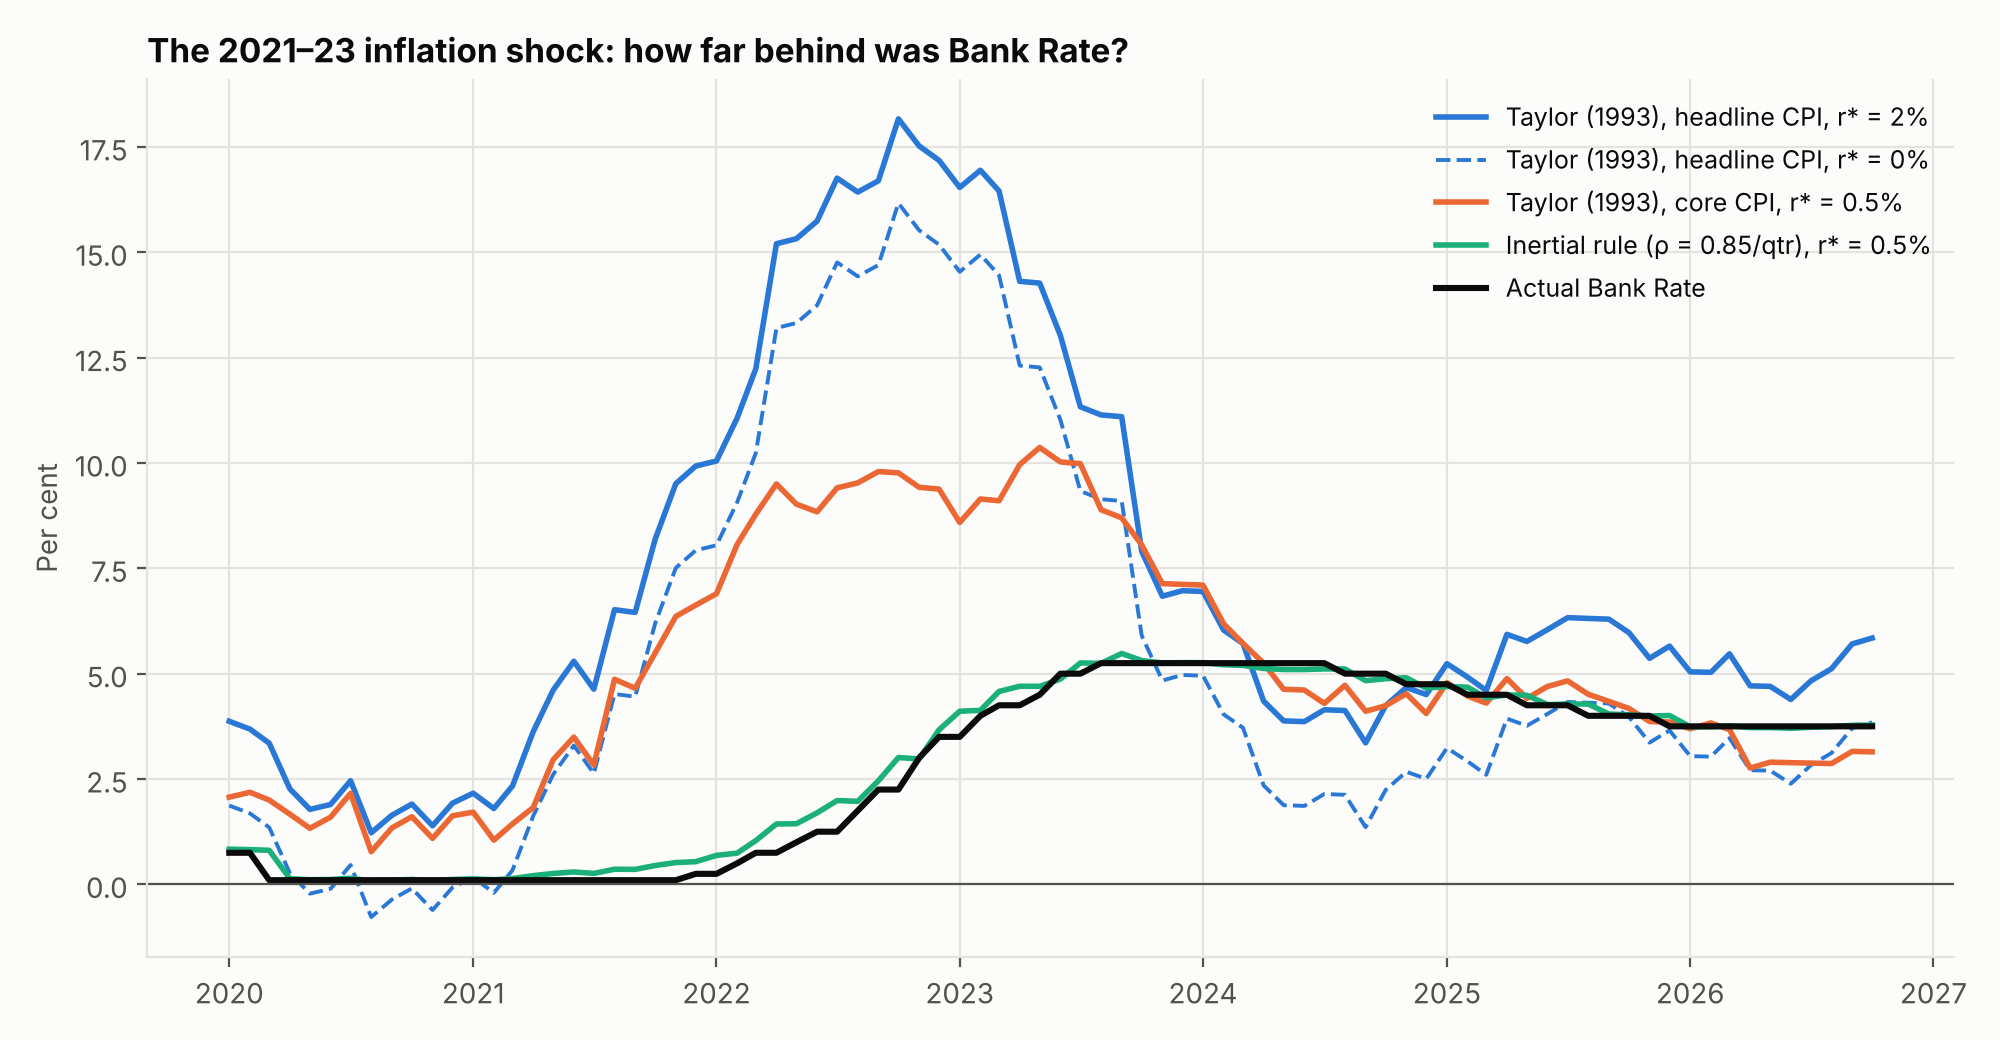 The 2021–23 inflation shock: how far behind was Bank Rate?
Taylor (1993), headline CPI, r* = 2%
Taylor (1993), headline CPI, r* = 0%
Taylor (1993), core CPI, r* = 0.5%
Inertial rule (ρ = 0.85/qtr), r* = 0.5%
Actual Bank Rate
Per cent
17.5
15.0
12.5
10.0
7.5
5.0
2.5
0.0
2020 2021 2022 2023 2024 2025 2026 2027